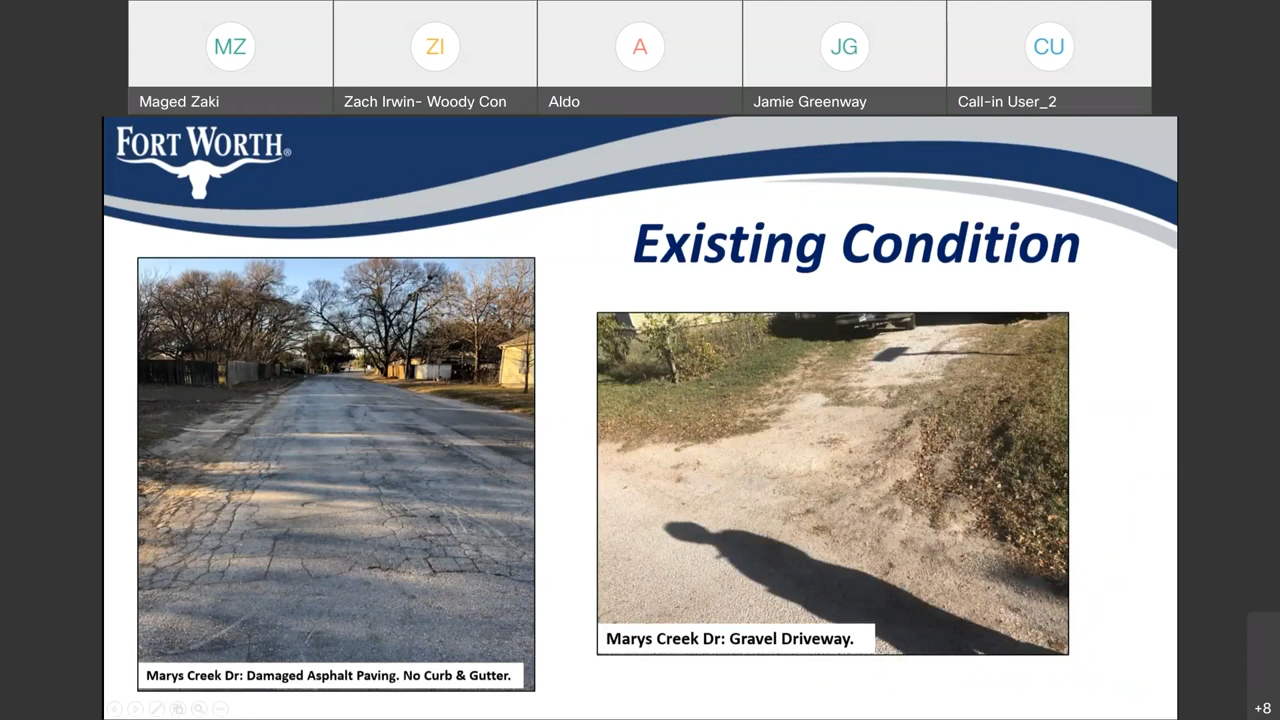 MZ
ZI
A
JG
CU
Maged Zaki
Zach Irwin- Woody Con
Aldo
Jamie Greenway
Call-in User_2
FORT WORTH®
Existing Condition
Marys Creek Dr: Gravel Driveway.
Marys Creek Dr: Damaged Asphalt Paving. No Curb & Gutter.
+8